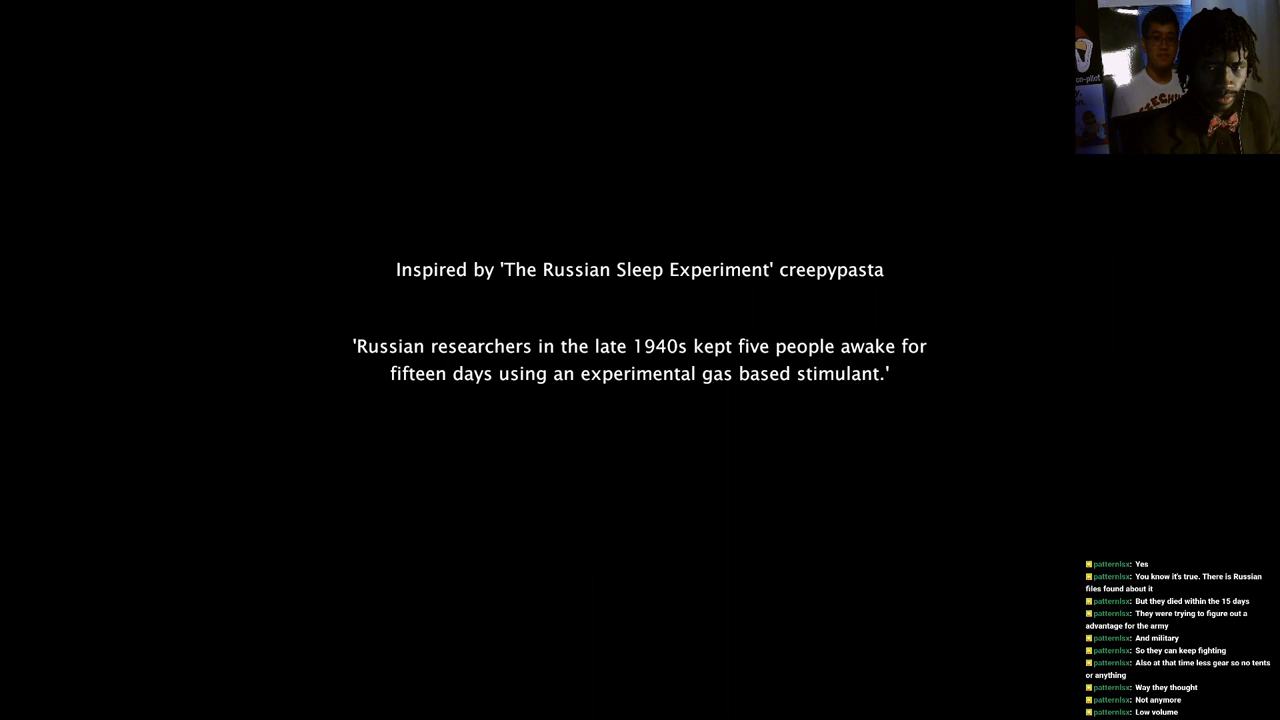 Inspired by 'The Russian Sleep Experiment' creepypasta
'Russian researchers in the late 1940s kept five people awake for
fifteen days using an experimental gas based stimulant.'
patternlsx: Yes
patternlsx: You know it's true. There is Russian
files found about it
patternlsx: But they died within the 15 days
patternlsx: They were trying to figure out a
advantage for the army
patternlsx: And military
patternlsx: So they can keep fighting
patternlsx: Also at that time less gear so no tents
or anything
patternlsx: Way they thought
patternlsx: Not anymore
patternlsx: Low volume